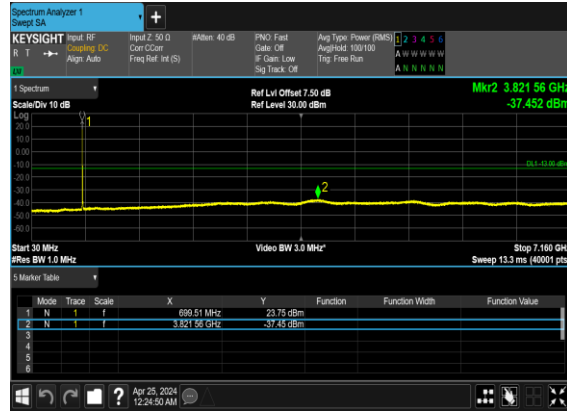 Spectrum Analyzer 1
Swept SA
+
KEYSIGHT
R T
Input: RF
Coupling: DC
Align: Auto
Input Z: 50 Ω
Corr CCorr
Freq Ref: Int (S)
#Atten: 40 dB
PNO: Fast
Gate: Off
IF Gain: Low
Sig Track: Off
Avg Type: Power (RMS)
Avg|Hold: 100/100
Trig: Free Run
1 2 3 4 5 6
A W W W W W
A N N N N N
1 Spectrum
Scale/Div 10 dB
Ref Lvl Offset 7.50 dB
Ref Level 30.00 dBm
Mkr2 3.821 56 GHz
-37.452 dBm
Log
20.0
10.0
0.00
-10.0
-20.0
-30.0
-40.0
-50.0
-60.0
1
2
DL1 -13.00 dBm
Start 30 MHz
#Res BW 1.0 MHz
Video BW 3.0 MHz*
Stop 7.160 GHz
Sweep 13.3 ms (40001 pts)
5 Marker Table
Mode Trace Scale X Y Function Function Width Function Value
1 N 1 f 699.51 MHz 23.75 dBm
2 N 1 f 3.821 56 GHz -37.45 dBm
3
4
5
6
?
Apr 25, 2024
12:24:50 AM